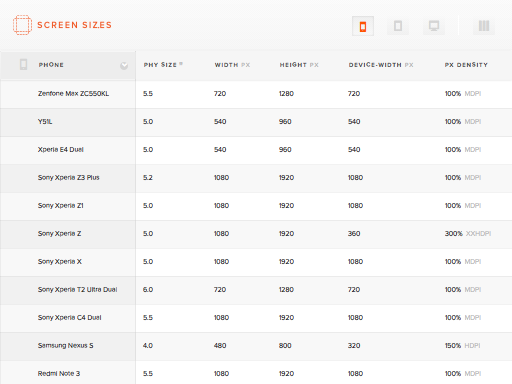 SCREEN SIZES
PHONE PHY SIZE " WIDTH PX HEIGHT PX DEVICE-WIDTH PX PX DENSITY
Zenfone Max ZC550KL 5.5 720 1280 720 100% MDPI
Y51L 5.0 540 960 540 100% MDPI
Xperia E4 Dual 5.0 540 960 540 100% MDPI
Sony Xperia Z3 Plus 5.2 1080 1920 1080 100% MDPI
Sony Xperia Z1 5.0 1080 1920 1080 100% MDPI
Sony Xperia Z 5.0 1080 1920 360 300% XXHDPI
Sony Xperia X 5.0 1080 1920 1080 100% MDPI
Sony Xperia T2 Ultra Dual 6.0 720 1280 720 100% MDPI
Sony Xperia C4 Dual 5.5 1080 1920 1080 100% MDPI
Samsung Nexus S 4.0 480 800 320 150% HDPI
Redmi Note 3 5.5 1080 1920 1080 100% MDPI